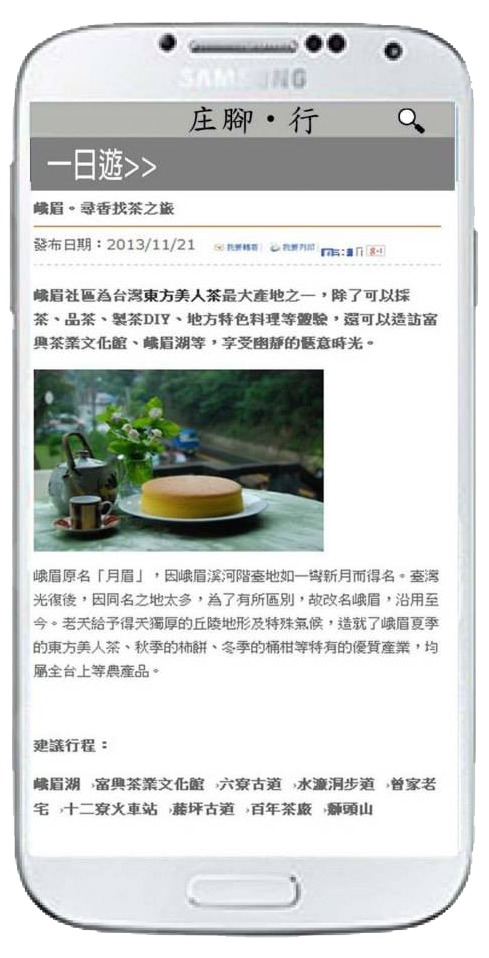 SAMSUNG
庄腳·行
一日遊>>
峨眉。尋香找茶之旅
發布日期：2013/11/21 我要轉寄 我要列印
峨眉社區為台灣東方美人茶最大產地之一，除了可以採
茶、品茶、製茶DIY、地方特色料理等體驗，還可以造訪富
興茶業文化館、峨眉湖等，享受幽靜的愜意時光。
峨眉原名「月眉」，因峨眉溪河階臺地如一彎新月而得名。臺灣
光復後，因同名之地太多，為了有所區別，故改名峨眉，沿用至
今。老天給予得天獨厚的丘陵地形及特殊氣候，造就了峨眉夏季
的東方美人茶、秋季的柿餅、冬季的桶柑等特有的優質產業，均
屬全台上等農產品。
建議行程：
峨眉湖 →富興茶業文化館 →六寮古道 →水濂洞步道 →曾家老
宅 →十二寮火車站 →藤坪古道 →百年茶廠 →獅頭山